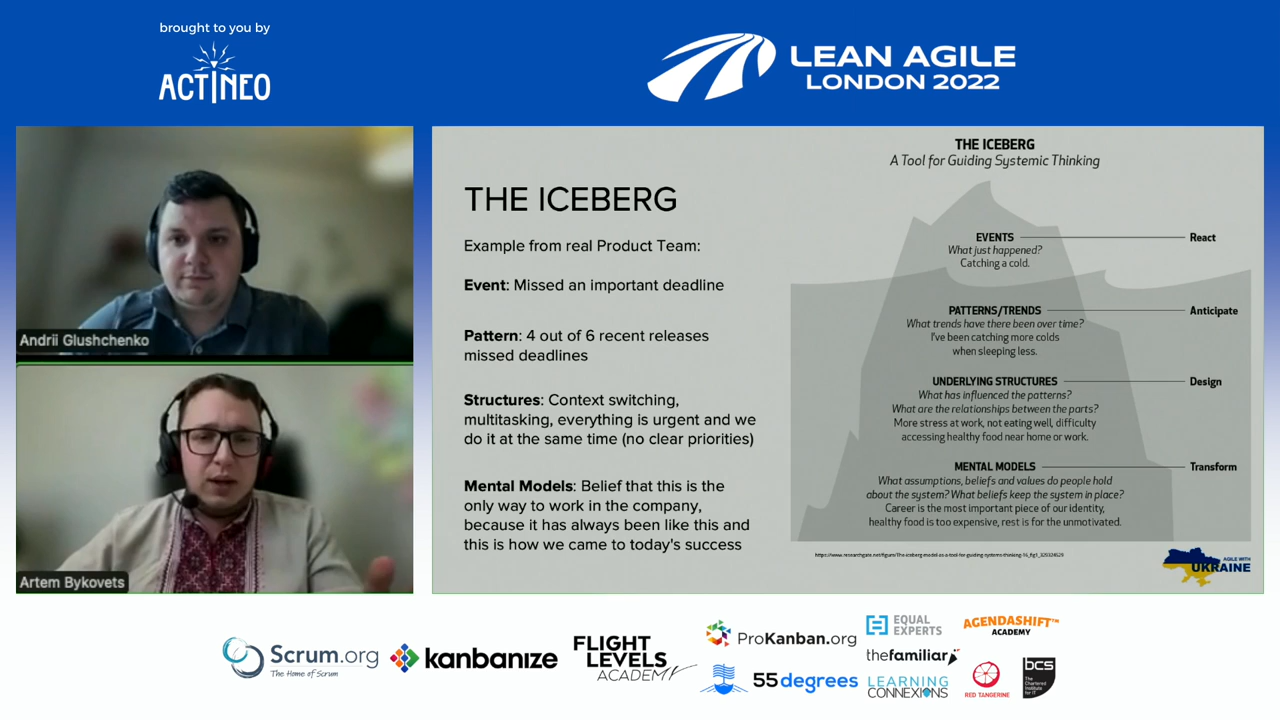 brought to you by
ACTINEO
LEAN AGILE
LONDON 2022
Andrii Glushchenko
Artem Bykovets
THE ICEBERG
Example from real Product Team:
Event: Missed an important deadline
Pattern: 4 out of 6 recent releases
missed deadlines
Structures: Context switching,
multitasking, everything is urgent and we
do it at the same time (no clear priorities)
Mental Models: Belief that this is the
only way to work in the company,
because it has always been like this and
this is how we came to today's success
THE ICEBERG
A Tool for Guiding Systemic Thinking
EVENTS
React
What just happened?
Catching a cold.
PATTERNS/TRENDS
Anticipate
What trends have there been over time?
I've been catching more colds
when sleeping less.
UNDERLYING STRUCTURES
Design
What has influenced the patterns?
What are the relationships between the parts?
More stress at work, not eating well, difficulty
accessing healthy food near home or work.
MENTAL MODELS
Transform
What assumptions, beliefs and values do people hold
about the system? What beliefs keep the system in place?
Career is the most important piece of our identity,
healthy food is too expensive, rest is for the unmotivated.
AGILE WITH
UKRAINE
Scrum.org
The Home of Scrum
kanbanize
FLIGHT
LEVELS
ACADEMY
ProKanban.org
55degrees
EQUAL
EXPERTS
thefamiliar
LEARNING
CONNEXIONS
AGENDASHIFT™
ACADEMY
RED TANGERINE
bcs
The
Chartered
Institute
for IT